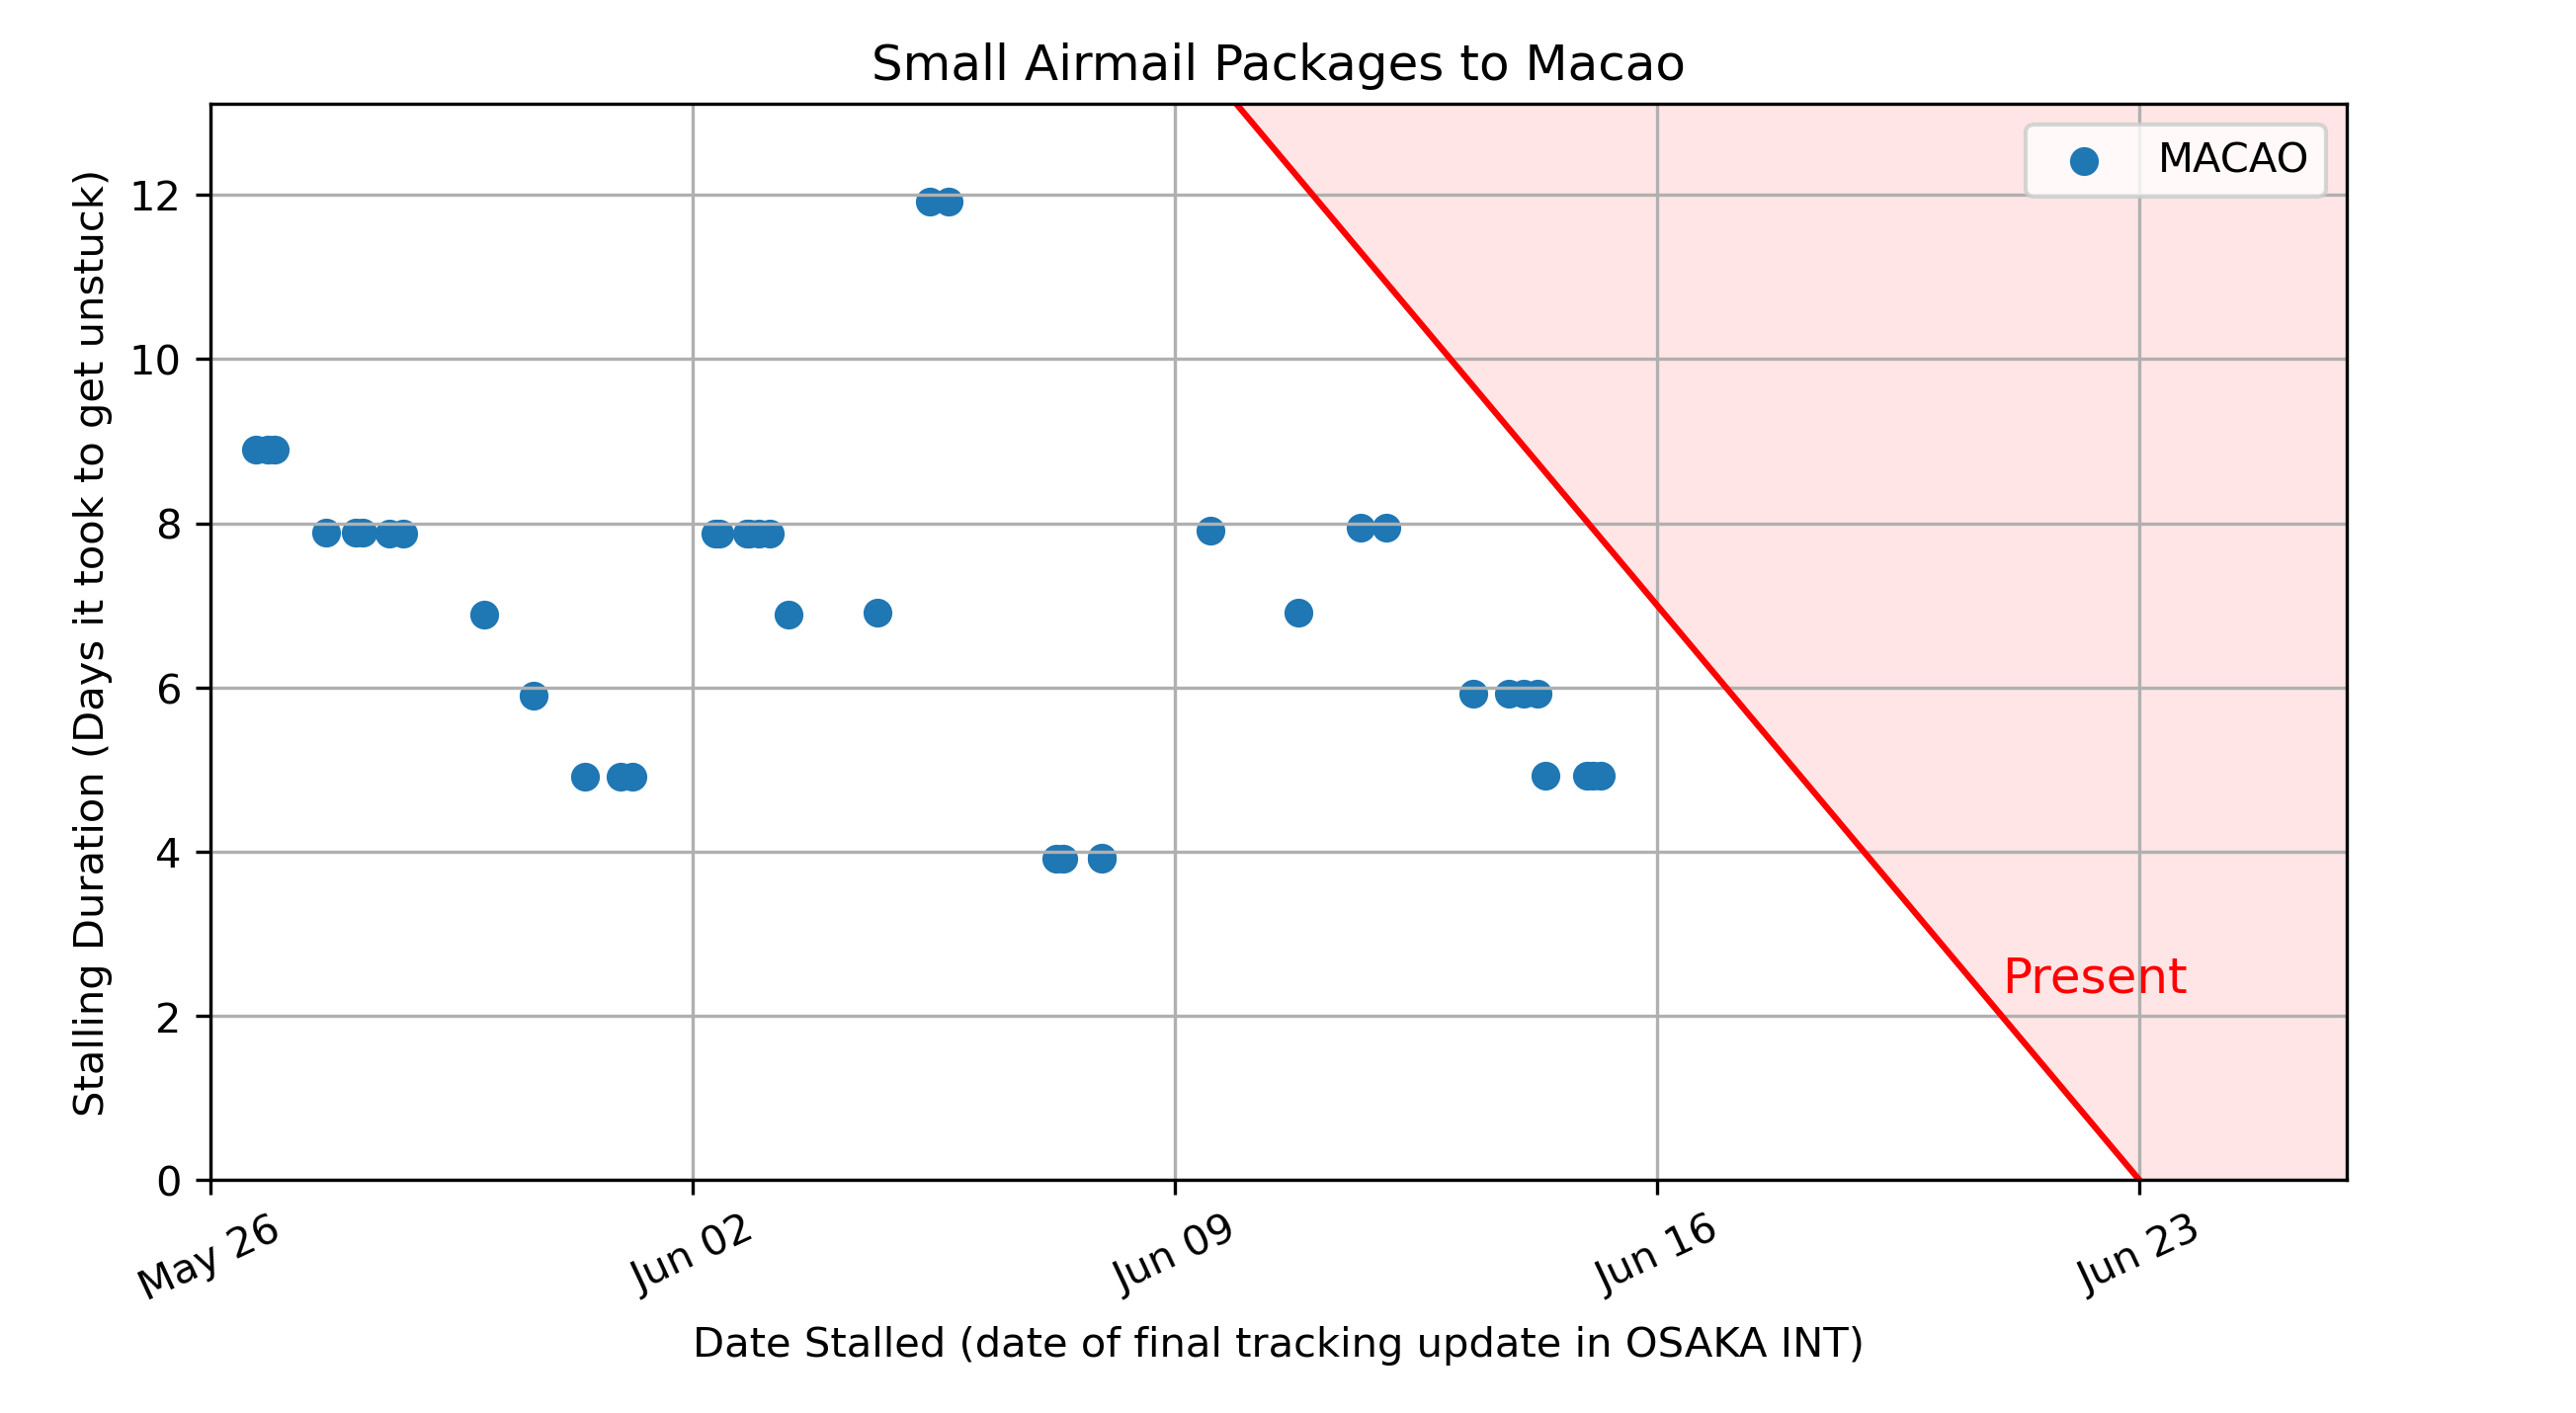 Small Airmail Packages to Macao
MACAO
Stalling Duration (Days it took to get unstuck)
12
10
8
6
4
2
0
Present
May 26
Jun 02
Jun 09
Jun 16
Jun 23
Date Stalled (date of final tracking update in OSAKA INT)